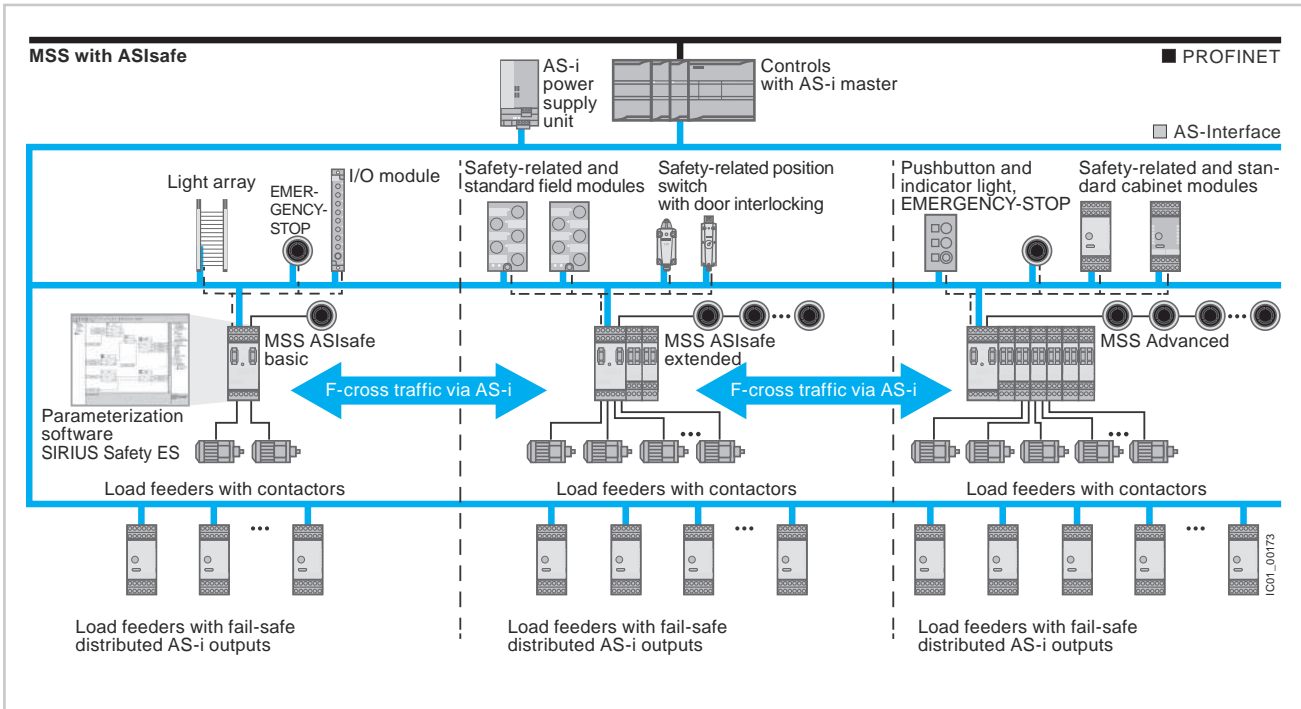 MSS with ASIsafe
PROFINET
AS-i
power
supply
unit
Controls
with AS-i master
AS-Interface
Light array
EMER-
GENCY-
STOP
I/O module
Safety-related and
standard field modules
Safety-related position
switch
with door interlocking
Pushbutton and
indicator light,
EMERGENCY-STOP
Safety-related and stan-
dard cabinet modules
MSS ASIsafe
basic
MSS ASIsafe
extended
MSS Advanced
F-cross traffic via AS-i
F-cross traffic via AS-i
Parameterization
software
SIRIUS Safety ES
Load feeders with contactors
Load feeders with contactors
Load feeders with contactors
IC01_00173
Load feeders with fail-safe
distributed AS-i outputs
Load feeders with fail-safe
distributed AS-i outputs
Load feeders with fail-safe
distributed AS-i outputs